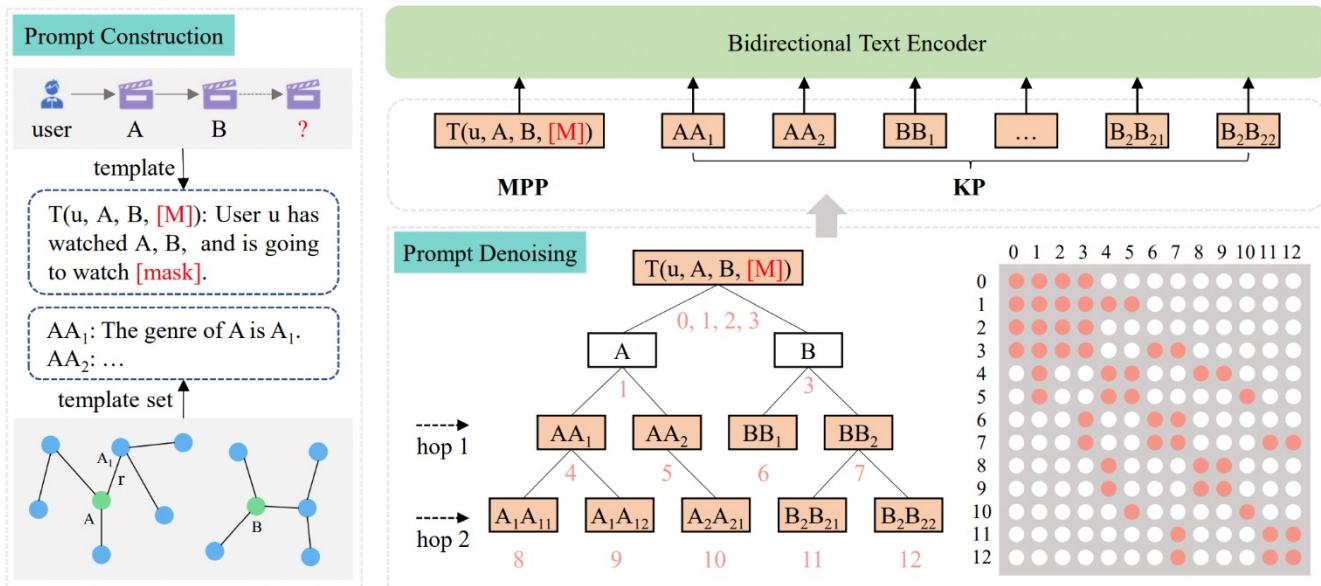 Prompt Construction
user
A
B
?
template
T(u, A, B, [M]): User u has
watched A, B, and is going
to watch [mask].
AA₁: The genre of A is A₁.
AA₂: …
template set
A₁
r
A
B
Bidirectional Text Encoder
T(u, A, B, [M])
AA₁
AA₂
BB₁
…
B₂B₂₁
B₂B₂₂
MPP
KP
Prompt Denoising
T(u, A, B, [M])
0, 1, 2, 3
A
B
1
3
hop 1
AA₁
AA₂
BB₁
BB₂
4
5
6
7
hop 2
A₁A₁₁
A₁A₁₂
A₂A₂₁
B₂B₂₁
B₂B₂₂
8
9
10
11
12
0 1 2 3 4 5 6 7 8 9 10 11 12
0
1
2
3
4
5
6
7
8
9
10
11
12